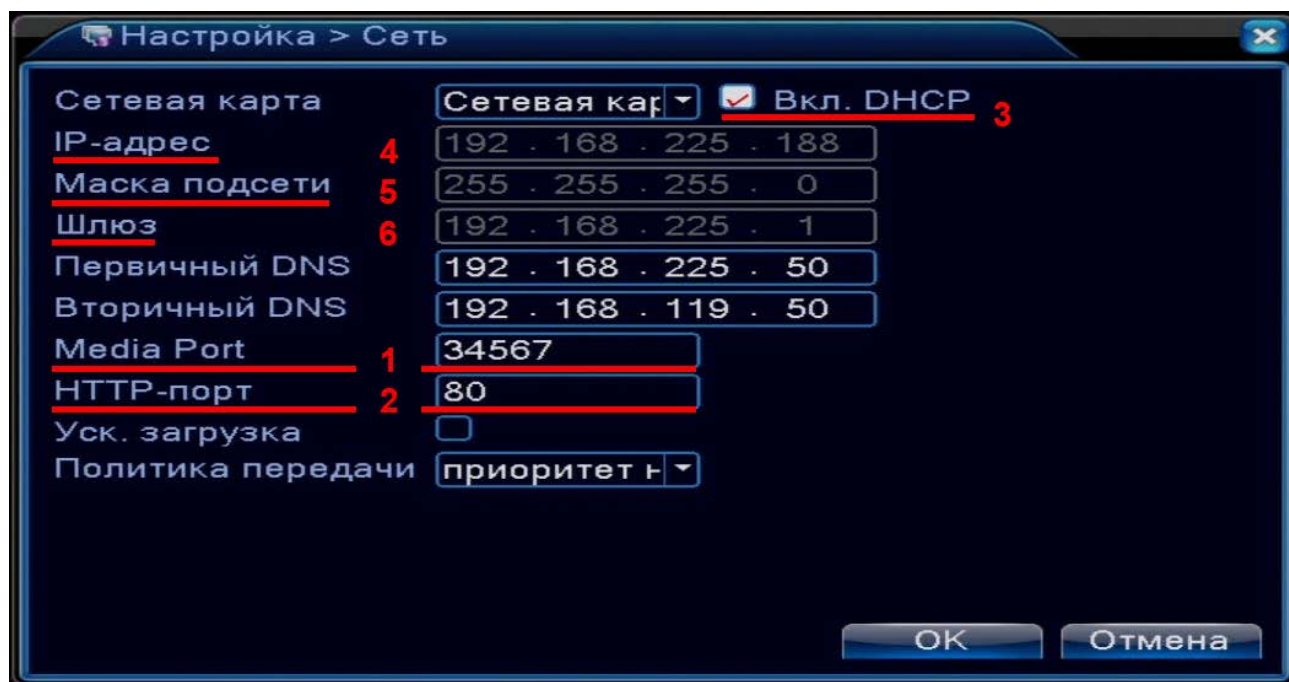 Настройка > Сеть
Сетевая карта Сетевая кар Вкл. DHCP 3
IP-адрес 4 192 . 168 . 225 . 188
Маска подсети 5 255 . 255 . 255 . 0
Шлюз 6 192 . 168 . 225 . 1
Первичный DNS 192 . 168 . 225 . 50
Вторичный DNS 192 . 168 . 119 . 50
Media Port 1 34567
HTTP-порт 2 80
Уск. загрузка
Политика передачи приоритет н
OK Отмена